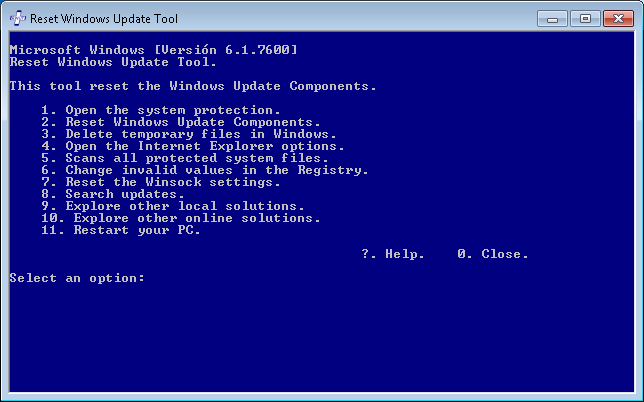 Reset Windows Update Tool
Microsoft Windows [Versión 6.1.7600]
Reset Windows Update Tool.
This tool reset the Windows Update Components.
1. Open the system protection.
2. Reset Windows Update Components.
3. Delete temporary files in Windows.
4. Open the Internet Explorer options.
5. Scans all protected system files.
6. Change invalid values in the Registry.
7. Reset the Winsock settings.
8. Search updates.
9. Explore other local solutions.
10. Explore other online solutions.
11. Restart your PC.
?. Help. 0. Close.
Select an option: